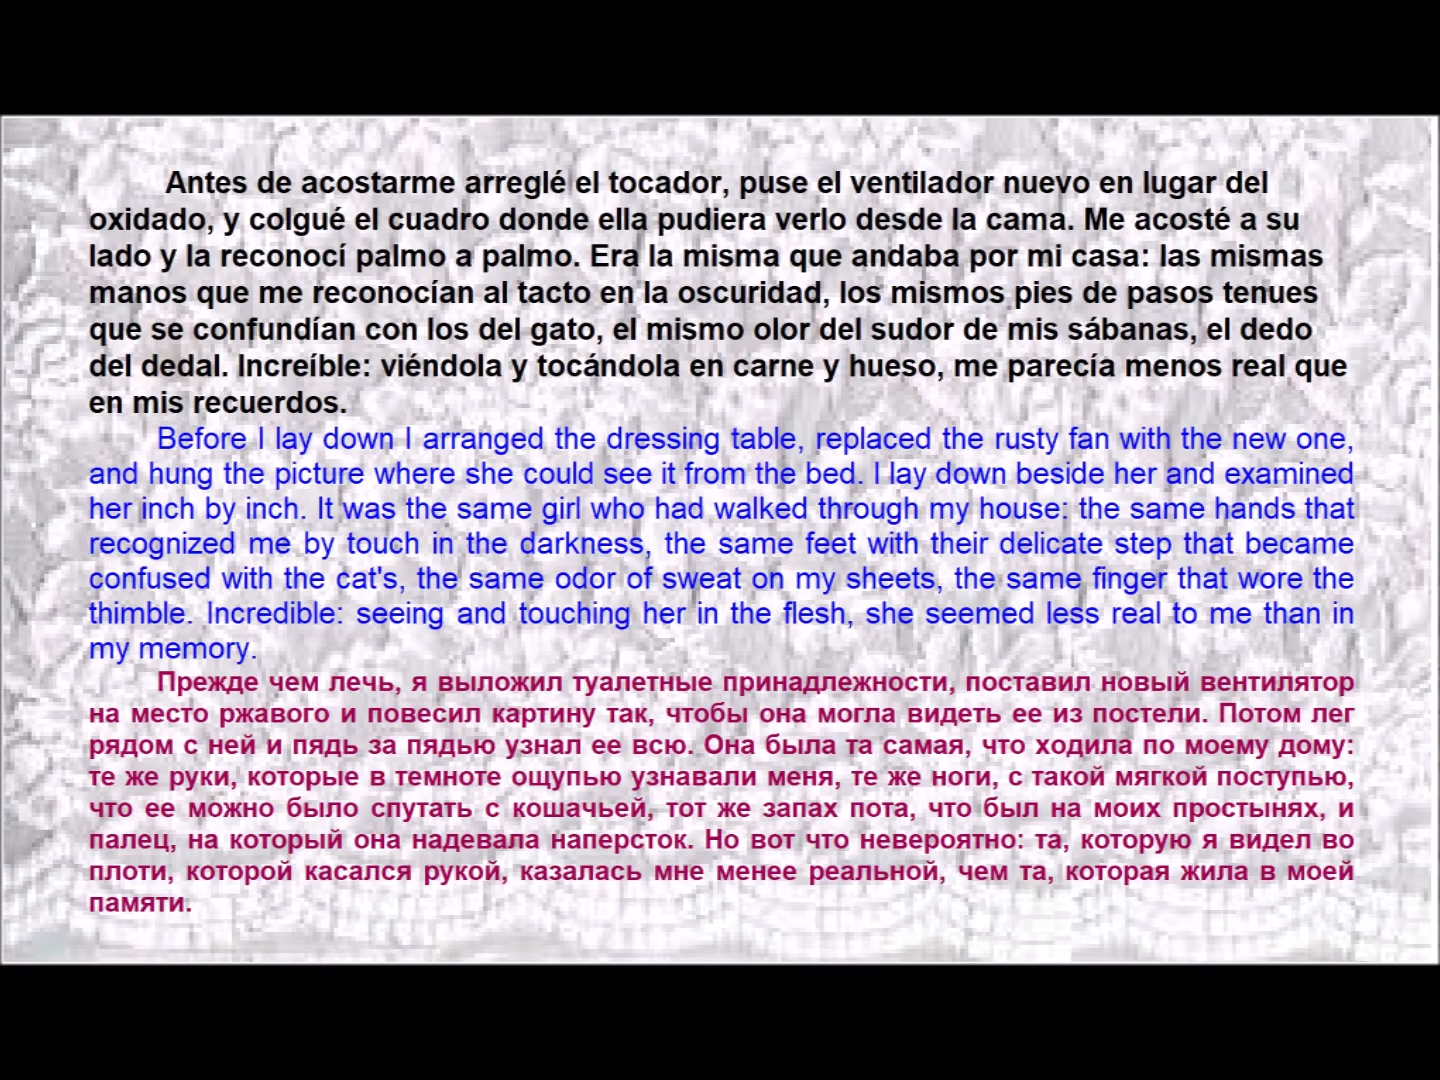 Antes de acostarme arreglé el tocador, puse el ventilador nuevo en lugar del
oxidado, y colgué el cuadro donde ella pudiera verlo desde la cama. Me acosté a su
lado y la reconocí palmo a palmo. Era la misma que andaba por mi casa: las mismas
manos que me reconocían al tacto en la oscuridad, los mismos pies de pasos tenues
que se confundían con los del gato, el mismo olor del sudor de mis sábanas, el dedo
del dedal. Increíble: viéndola y tocándola en carne y hueso, me parecía menos real que
en mis recuerdos.
Before I lay down I arranged the dressing table, replaced the rusty fan with the new one,
and hung the picture where she could see it from the bed. I lay down beside her and examined
her inch by inch. It was the same girl who had walked through my house: the same hands that
recognized me by touch in the darkness, the same feet with their delicate step that became
confused with the cat's, the same odor of sweat on my sheets, the same finger that wore the
thimble. Incredible: seeing and touching her in the flesh, she seemed less real to me than in
my memory.
Прежде чем лечь, я выложил туалетные принадлежности, поставил новый вентилятор
на место ржавого и повесил картину так, чтобы она могла видеть ее из постели. Потом лег
рядом с ней и пядь за пядью узнал ее всю. Она была та самая, что ходила по моему дому:
те же руки, которые в темноте ощупью узнавали меня, те же ноги, с такой мягкой поступью,
что ее можно было спутать с кошачьей, тот же запах пота, что был на моих простынях, и
палец, на который она надевала наперсток. Но вот что невероятно: та, которую я видел во
плоти, которой касался рукой, казалась мне менее реальной, чем та, которая жила в моей
памяти.